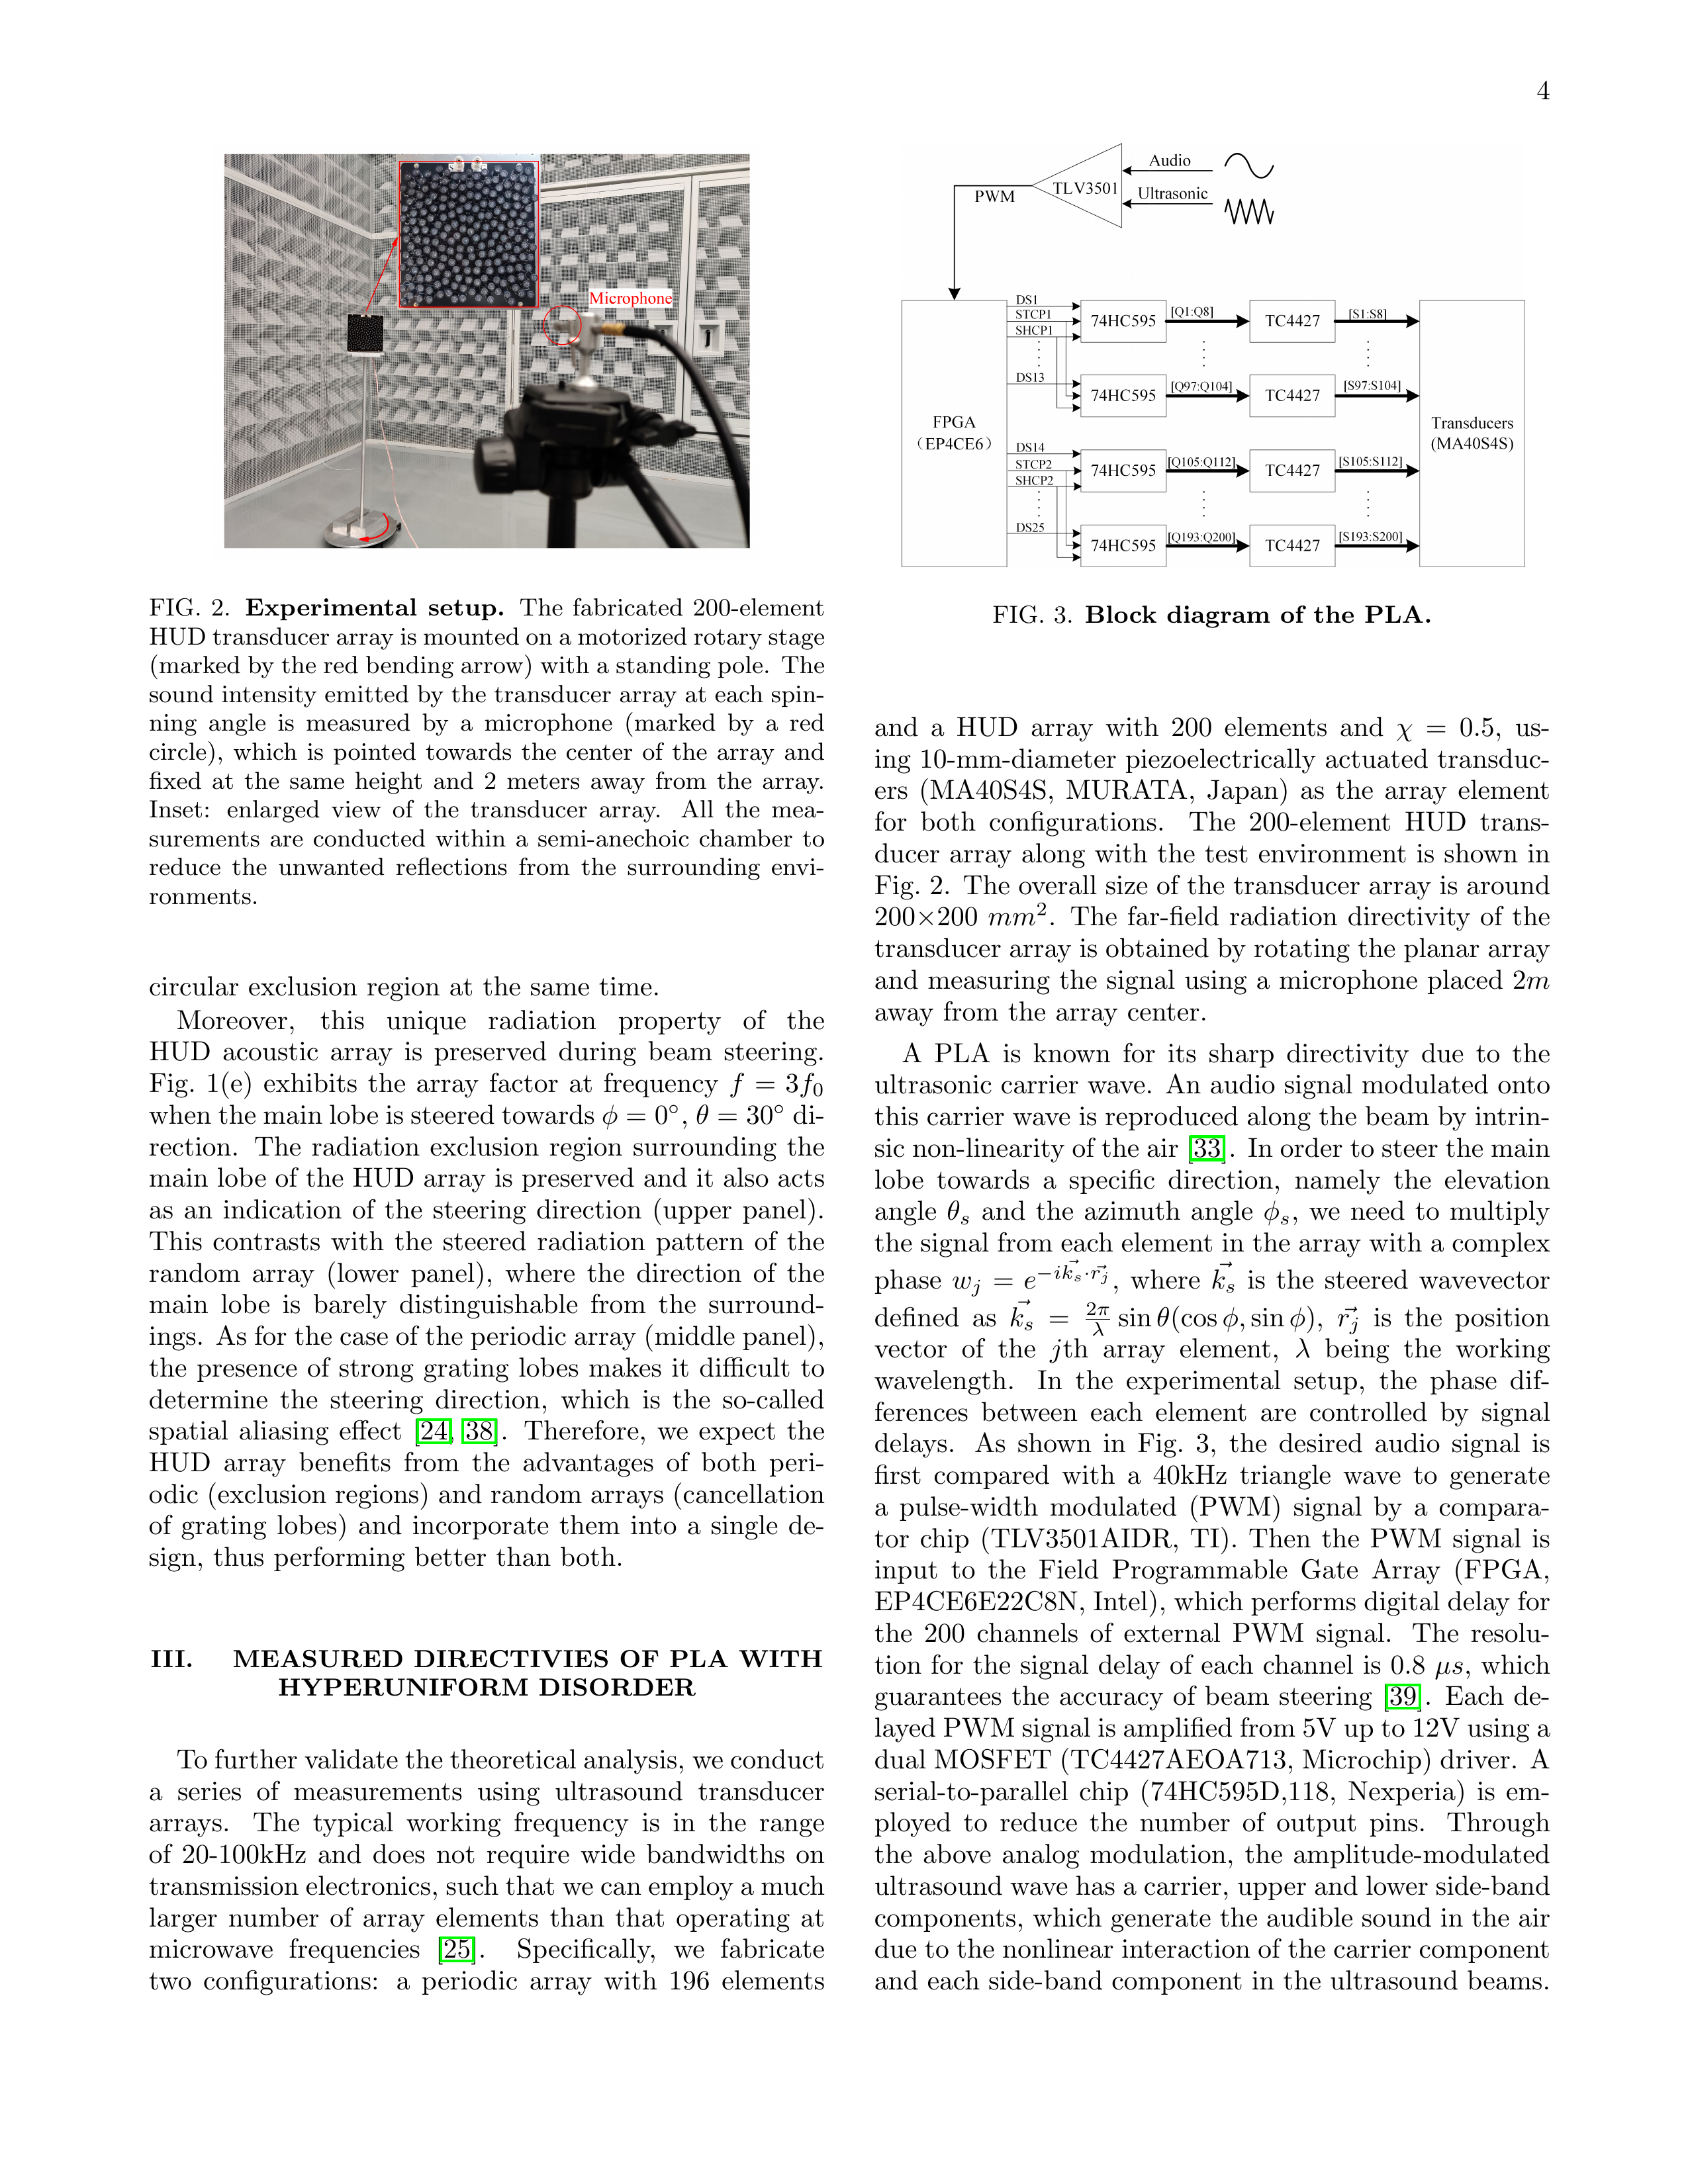 4
Microphone
FIG. 2. Experimental setup. The fabricated 200-element
HUD transducer array is mounted on a motorized rotary stage
(marked by the red bending arrow) with a standing pole. The
sound intensity emitted by the transducer array at each spin-
ning angle is measured by a microphone (marked by a red
circle), which is pointed towards the center of the array and
fixed at the same height and 2 meters away from the array.
Inset: enlarged view of the transducer array. All the mea-
surements are conducted within a semi-anechoic chamber to
reduce the unwanted reflections from the surrounding envi-
ronments.
circular exclusion region at the same time.
Moreover, this unique radiation property of the
HUD acoustic array is preserved during beam steering.
Fig. 1(e) exhibits the array factor at frequency f = 3f₀
when the main lobe is steered towards ϕ = 0°, θ = 30° di-
rection. The radiation exclusion region surrounding the
main lobe of the HUD array is preserved and it also acts
as an indication of the steering direction (upper panel).
This contrasts with the steered radiation pattern of the
random array (lower panel), where the direction of the
main lobe is barely distinguishable from the surround-
ings. As for the case of the periodic array (middle panel),
the presence of strong grating lobes makes it difficult to
determine the steering direction, which is the so-called
spatial aliasing effect [24, 38]. Therefore, we expect the
HUD array benefits from the advantages of both peri-
odic (exclusion regions) and random arrays (cancellation
of grating lobes) and incorporate them into a single de-
sign, thus performing better than both.
III. MEASURED DIRECTIVIES OF PLA WITH
HYPERUNIFORM DISORDER
To further validate the theoretical analysis, we conduct
a series of measurements using ultrasound transducer
arrays. The typical working frequency is in the range
of 20-100kHz and does not require wide bandwidths on
transmission electronics, such that we can employ a much
larger number of array elements than that operating at
microwave frequencies [25]. Specifically, we fabricate
two configurations: a periodic array with 196 elements
Audio
TLV3501
Ultrasonic
PWM
DS1
STCP1
SHCP1
74HC595
[Q1:Q8]
TC4427
[S1:S8]
DS13
74HC595
[Q97:Q104]
TC4427
[S97:S104]
FPGA
(EP4CE6)
Transducers
(MA40S4S)
DS14
STCP2
SHCP2
74HC595
[Q105:Q112]
TC4427
[S105:S112]
DS25
74HC595
[Q193:Q200]
TC4427
[S193:S200]
FIG. 3. Block diagram of the PLA.
and a HUD array with 200 elements and χ = 0.5, us-
ing 10-mm-diameter piezoelectrically actuated transduc-
ers (MA40S4S, MURATA, Japan) as the array element
for both configurations. The 200-element HUD trans-
ducer array along with the test environment is shown in
Fig. 2. The overall size of the transducer array is around
200×200 mm². The far-field radiation directivity of the
transducer array is obtained by rotating the planar array
and measuring the signal using a microphone placed 2m
away from the array center.
A PLA is known for its sharp directivity due to the
ultrasonic carrier wave. An audio signal modulated onto
this carrier wave is reproduced along the beam by intrin-
sic non-linearity of the air [33]. In order to steer the main
lobe towards a specific direction, namely the elevation
angle θₛ and the azimuth angle ϕₛ, we need to multiply
the signal from each element in the array with a complex
phase w_j = e^{-i\vec{k_s}·\vec{r_j}}, where \vec{k_s} is the steered wavevector
defined as \vec{k_s} = \frac{2π}{λ} sin θ(cos ϕ, sin ϕ), \vec{r_j} is the position
vector of the jth array element, λ being the working
wavelength. In the experimental setup, the phase dif-
ferences between each element are controlled by signal
delays. As shown in Fig. 3, the desired audio signal is
first compared with a 40kHz triangle wave to generate
a pulse-width modulated (PWM) signal by a compara-
tor chip (TLV3501AIDR, TI). Then the PWM signal is
input to the Field Programmable Gate Array (FPGA,
EP4CE6E22C8N, Intel), which performs digital delay for
the 200 channels of external PWM signal. The resolu-
tion for the signal delay of each channel is 0.8 μs, which
guarantees the accuracy of beam steering [39]. Each de-
layed PWM signal is amplified from 5V up to 12V using a
dual MOSFET (TC4427AEOA713, Microchip) driver. A
serial-to-parallel chip (74HC595D,118, Nexperia) is em-
ployed to reduce the number of output pins. Through
the above analog modulation, the amplitude-modulated
ultrasound wave has a carrier, upper and lower side-band
components, which generate the audible sound in the air
due to the nonlinear interaction of the carrier component
and each side-band component in the ultrasound beams.